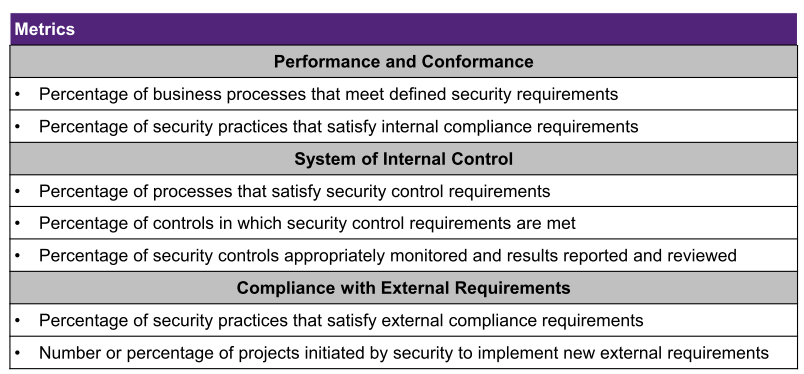 Metrics
Performance and Conformance
• Percentage of business processes that meet defined security requirements
• Percentage of security practices that satisfy internal compliance requirements
System of Internal Control
• Percentage of processes that satisfy security control requirements
• Percentage of controls in which security control requirements are met
• Percentage of security controls appropriately monitored and results reported and reviewed
Compliance with External Requirements
• Percentage of security practices that satisfy external compliance requirements
• Number or percentage of projects initiated by security to implement new external requirements